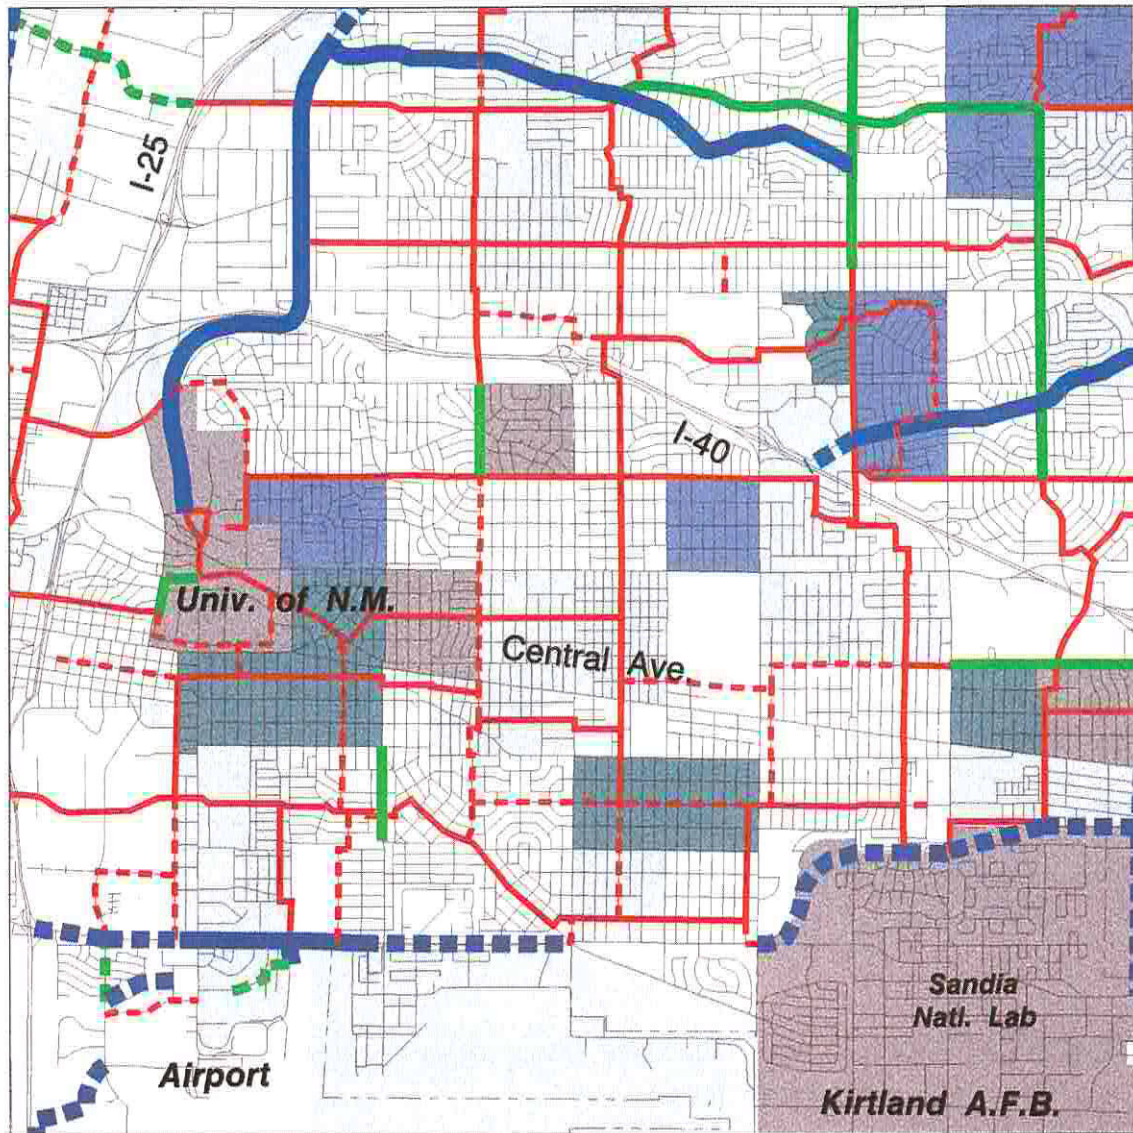 I-25
I-40
Univ. of N.M.
Central Ave.
Sandia
Natl. Lab
Airport
Kirtland A.F.B.